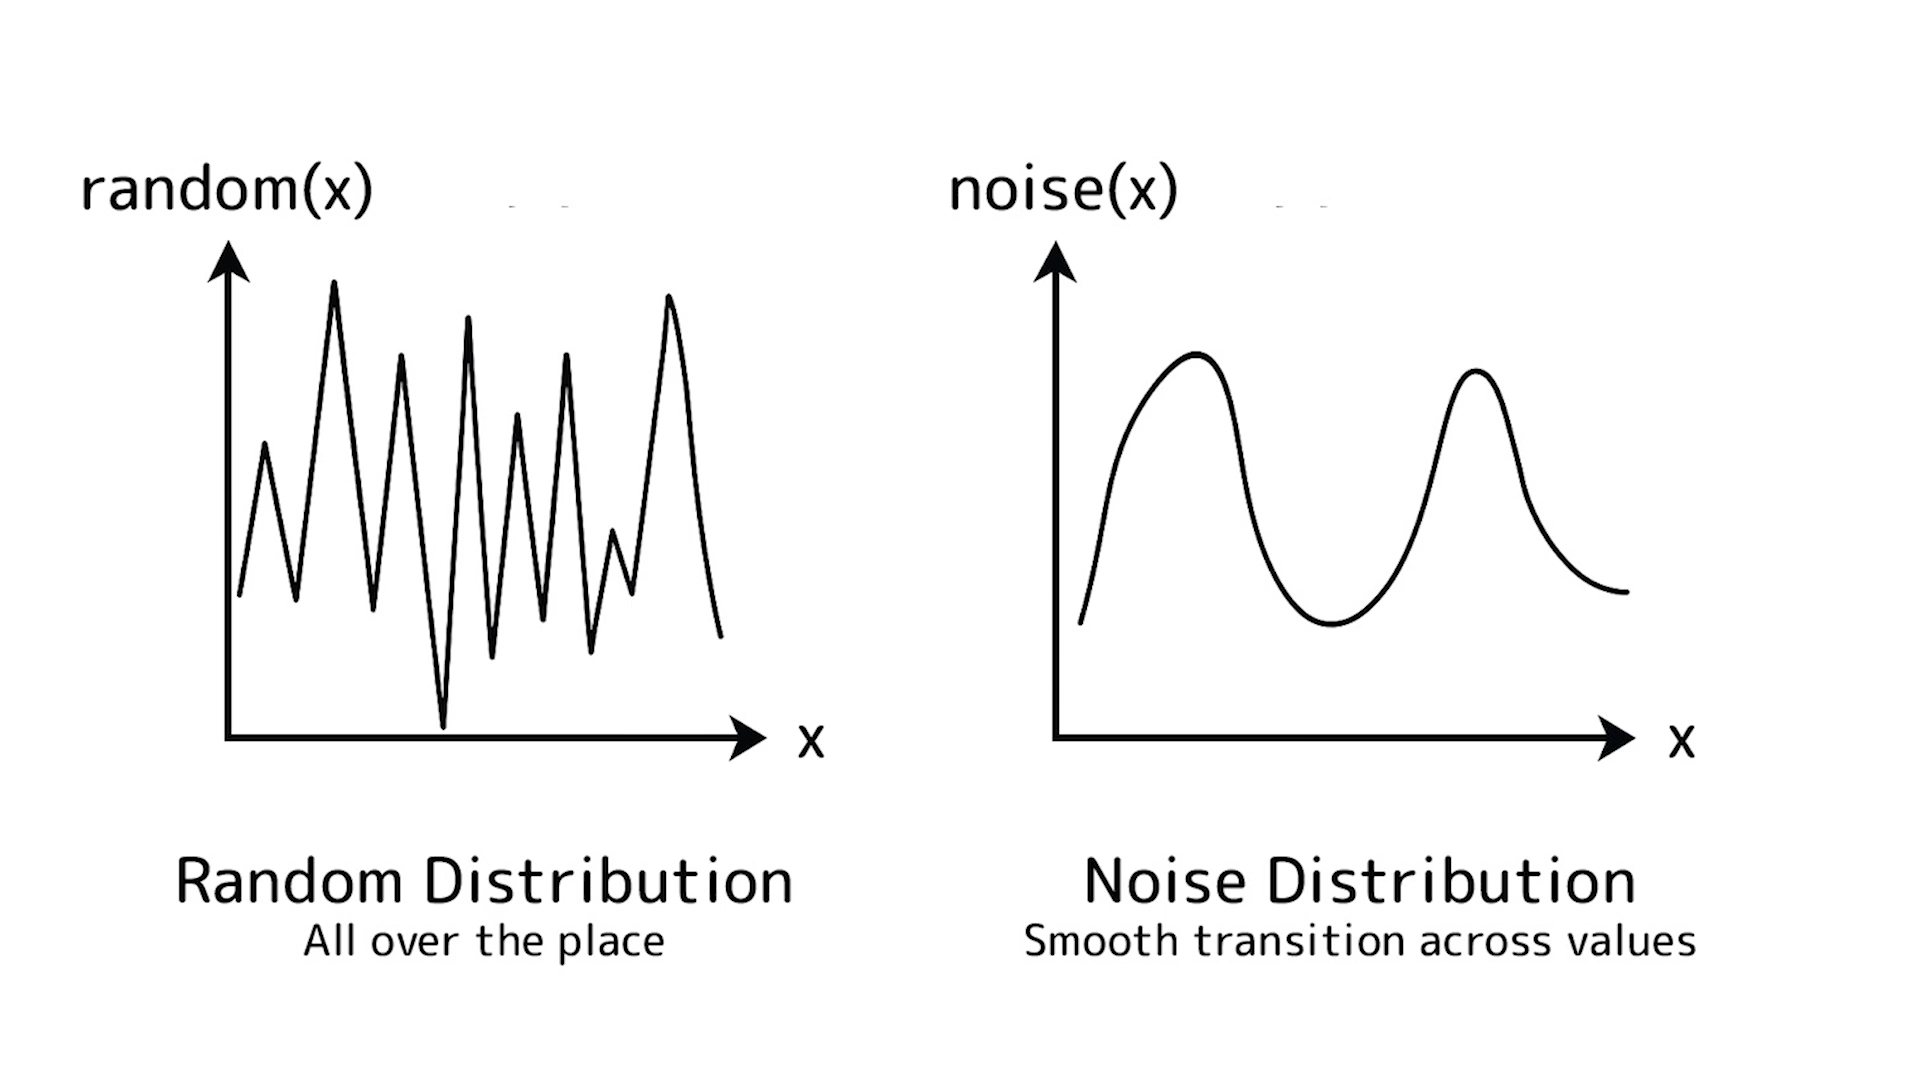 random(x)
x
Random Distribution
All over the place
noise(x)
x
Noise Distribution
Smooth transition across values